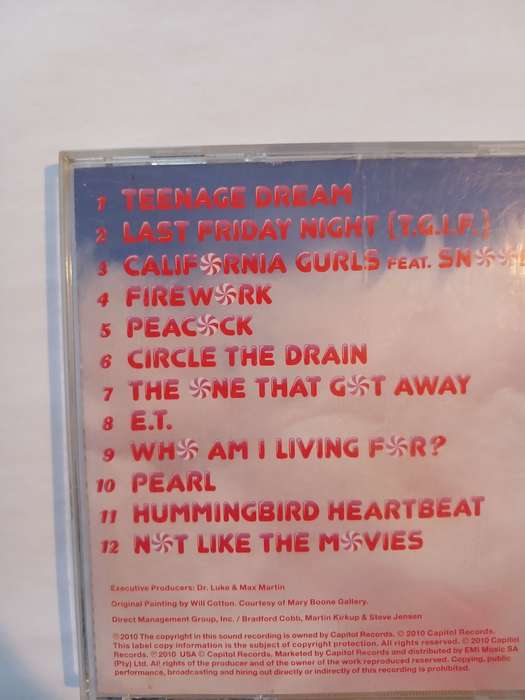 1 TEENAGE DREAM
2 LAST FRIDAY NIGHT [T.G.I.F.]
3 CALIFORNIA GURLS FEAT. SNOO
4 FIREWORK
5 PEACOCK
6 CIRCLE THE DRAIN
7 THE ONE THAT GOT AWAY
8 E.T.
9 WHO AM I LIVING FOR?
10 PEARL
11 HUMMINGBIRD HEARTBEAT
12 NOT LIKE THE MOVIES
Executive Producers: Dr. Luke & Max Martin
Original Painting by Will Cotton. Courtesy of Mary Boone Gallery.
Direct Management Group, Inc. / Bradford Cobb, Martin Kirkup & Steve Jensen
℗ 2010 The copyright in this sound recording is owned by Capitol Records. © 2010 Capitol Records.
This label copy information is the subject of copyright protection. All rights reserved. © 2010 Capitol
Records. ℗ 2010 USA © Capitol Records. Marketed by Capitol Records and distributed by EMI Music SA
(Pty) Ltd. All rights of the producer and of the owner of the work reproduced reserved. Copying, public
performance, broadcasting and hiring out directly or indirectly of this recording is prohibited.